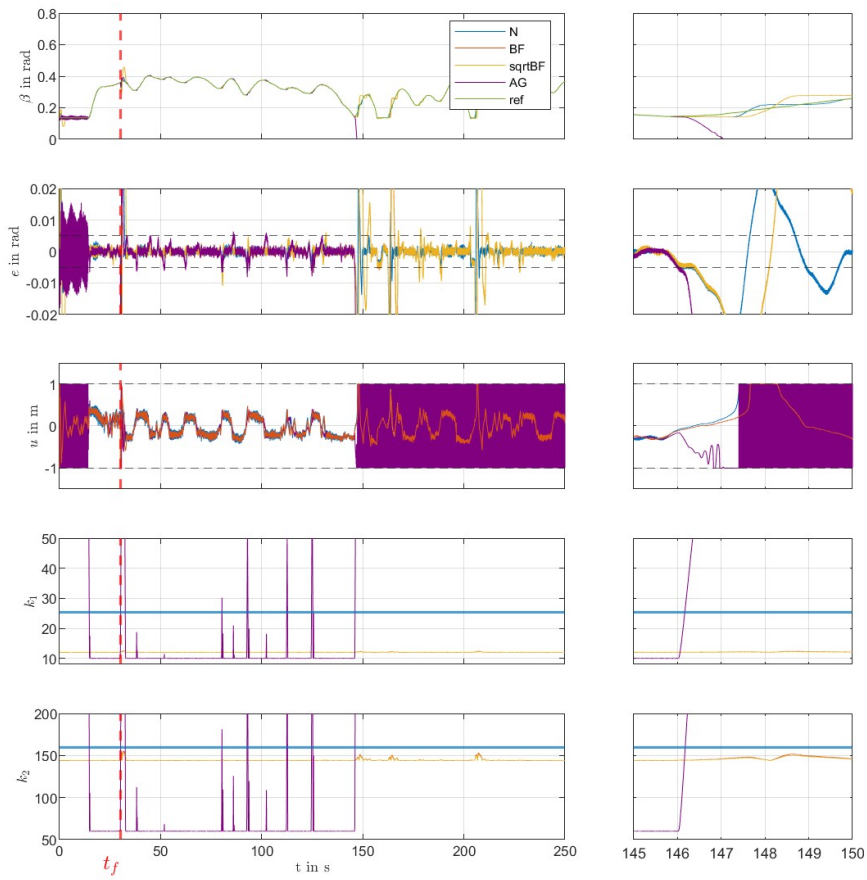 0.8
0.6
0.4
0.2
0
β in rad
N
BF
sqrtBF
AG
ref
0.02
0.01
0
-0.01
-0.02
e in rad
1
0
-1
u in m
50
40
30
20
10
k1
200
150
100
50
k2
0 50 100 150 200 250
145 146 147 148 149 150
tf
t in s